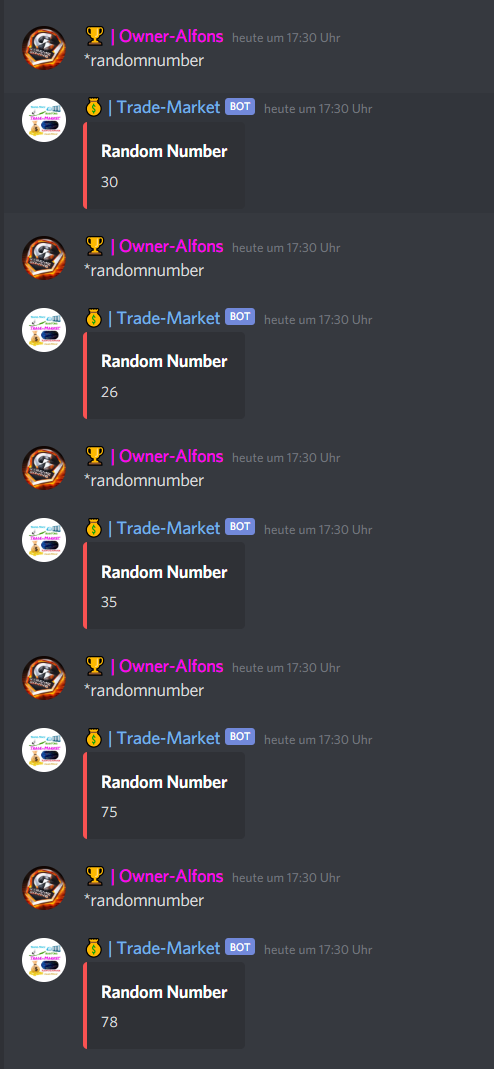 🏆 | Owner-Alfons heute um 17:30 Uhr
*randomnumber
💰 | Trade-Market BOT heute um 17:30 Uhr
Random Number
30
🏆 | Owner-Alfons heute um 17:30 Uhr
*randomnumber
💰 | Trade-Market BOT heute um 17:30 Uhr
Random Number
26
🏆 | Owner-Alfons heute um 17:30 Uhr
*randomnumber
💰 | Trade-Market BOT heute um 17:30 Uhr
Random Number
35
🏆 | Owner-Alfons heute um 17:30 Uhr
*randomnumber
💰 | Trade-Market BOT heute um 17:30 Uhr
Random Number
75
🏆 | Owner-Alfons heute um 17:30 Uhr
*randomnumber
💰 | Trade-Market BOT heute um 17:30 Uhr
Random Number
78